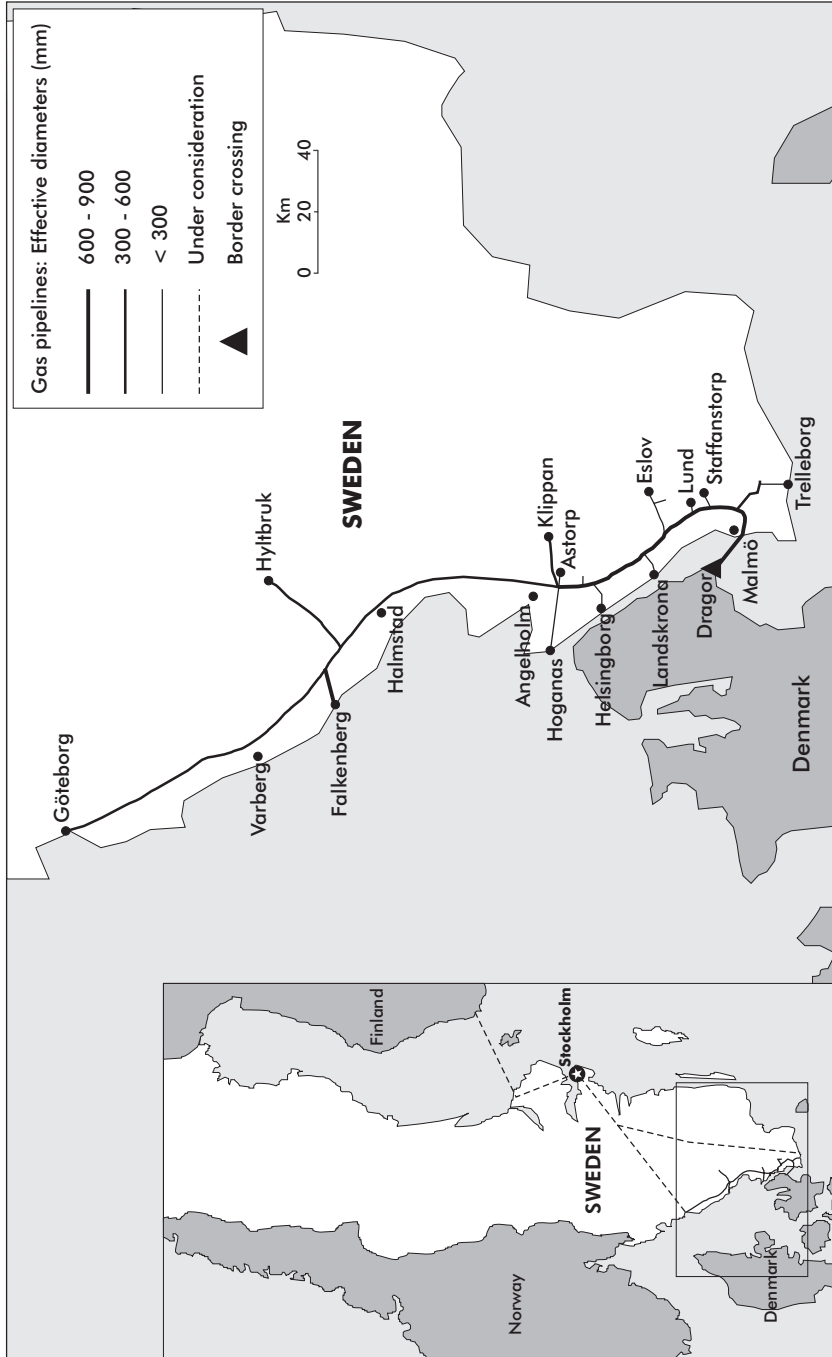 Gas pipelines: Effective diameters (mm)
600 - 900
300 - 600
< 300
Under consideration
Border crossing
Km
0 20 40
SWEDEN
Göteborg
Varberg
Falkenberg
Hyltbruk
Halmstad
Angelholm
Hoganas
Klippan
Astorp
Helsingborg
Landskrona
Eslov
Lund
Staffanstorp
Dragor
Malmö
Trelleborg
Denmark
Finland
Stockholm
SWEDEN
Norway
Denmark